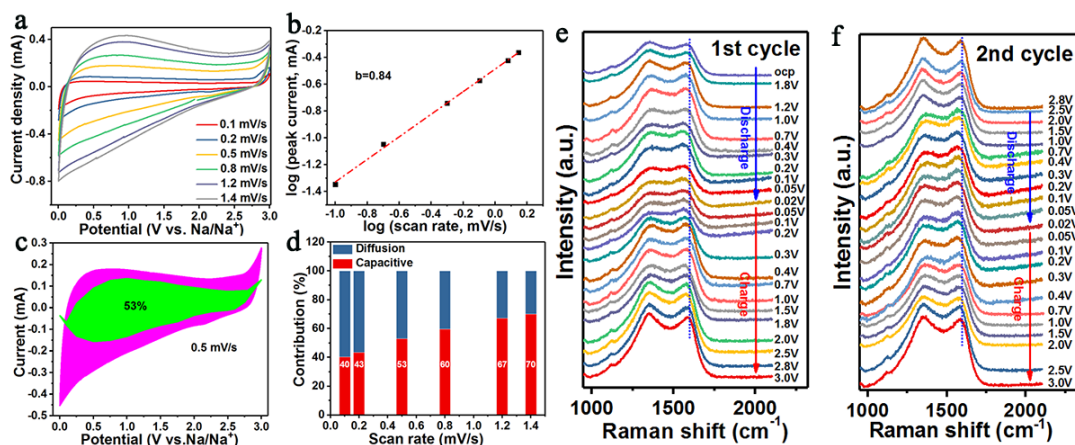 a
Current density (mA)
0.4
0.0
-0.4
-0.8
0.1 mV/s
0.2 mV/s
0.5 mV/s
0.8 mV/s
1.2 mV/s
1.4 mV/s
0.0 0.5 1.0 1.5 2.0 2.5 3.0
Potential (V vs. Na/Na⁺)
b
log (peak current, mA)
-0.2
-0.4
-0.6
-0.8
-1.0
-1.2
-1.4
b=0.84
-1.0 -0.8 -0.6 -0.4 -0.2 0.0 0.2
log (scan rate, mV/s)
c
Current (mA)
0.3
0.2
0.1
0.0
-0.1
-0.2
-0.3
-0.4
-0.5
53%
0.5 mV/s
0.0 0.5 1.0 1.5 2.0 2.5 3.0
Potential (V vs.Na/Na⁺)
d
Contribution (%)
120
100
80
60
40
20
0
Diffusion
Capacitive
40 43 53 60 67 70
0.0 0.2 0.4 0.6 0.8 1.0 1.2 1.4
Scan rate (mV/s)
e
1st cycle
Intensity (a.u.)
ocp
1.8V
1.2V
1.0V
0.7V
0.4V
0.3V
0.2V
0.1V
0.05V
0.02V
0.05V
0.1V
0.2V
0.3V
0.4V
0.7V
1.0V
1.5V
1.8V
2.0V
2.5V
2.8V
3.0V
Discharge
Charge
1000 1500 2000
Raman shift (cm⁻¹)
f
2nd cycle
Intensity (a.u.)
2.8V
2.5V
2.0V
1.5V
1.0V
0.7V
0.4V
0.3V
0.2V
0.1V
0.05V
0.02V
0.05V
0.1V
0.2V
0.3V
0.4V
0.7V
1.0V
1.5V
2.0V
2.5V
3.0V
Discharge
Charge
1000 1500 2000
Raman shift (cm⁻¹)